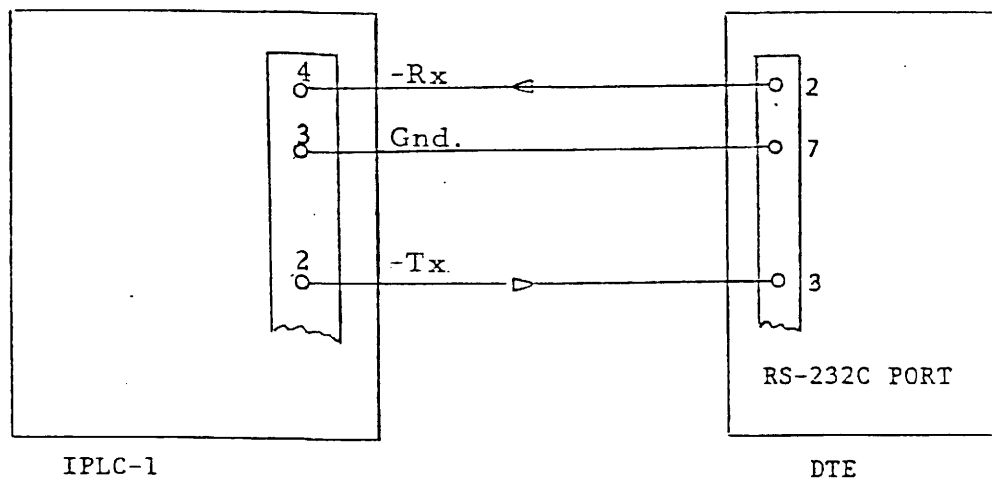 4 -Rx 2
3 Gnd. 7
2 -Tx 3
RS-232C PORT
IPLC-1 DTE